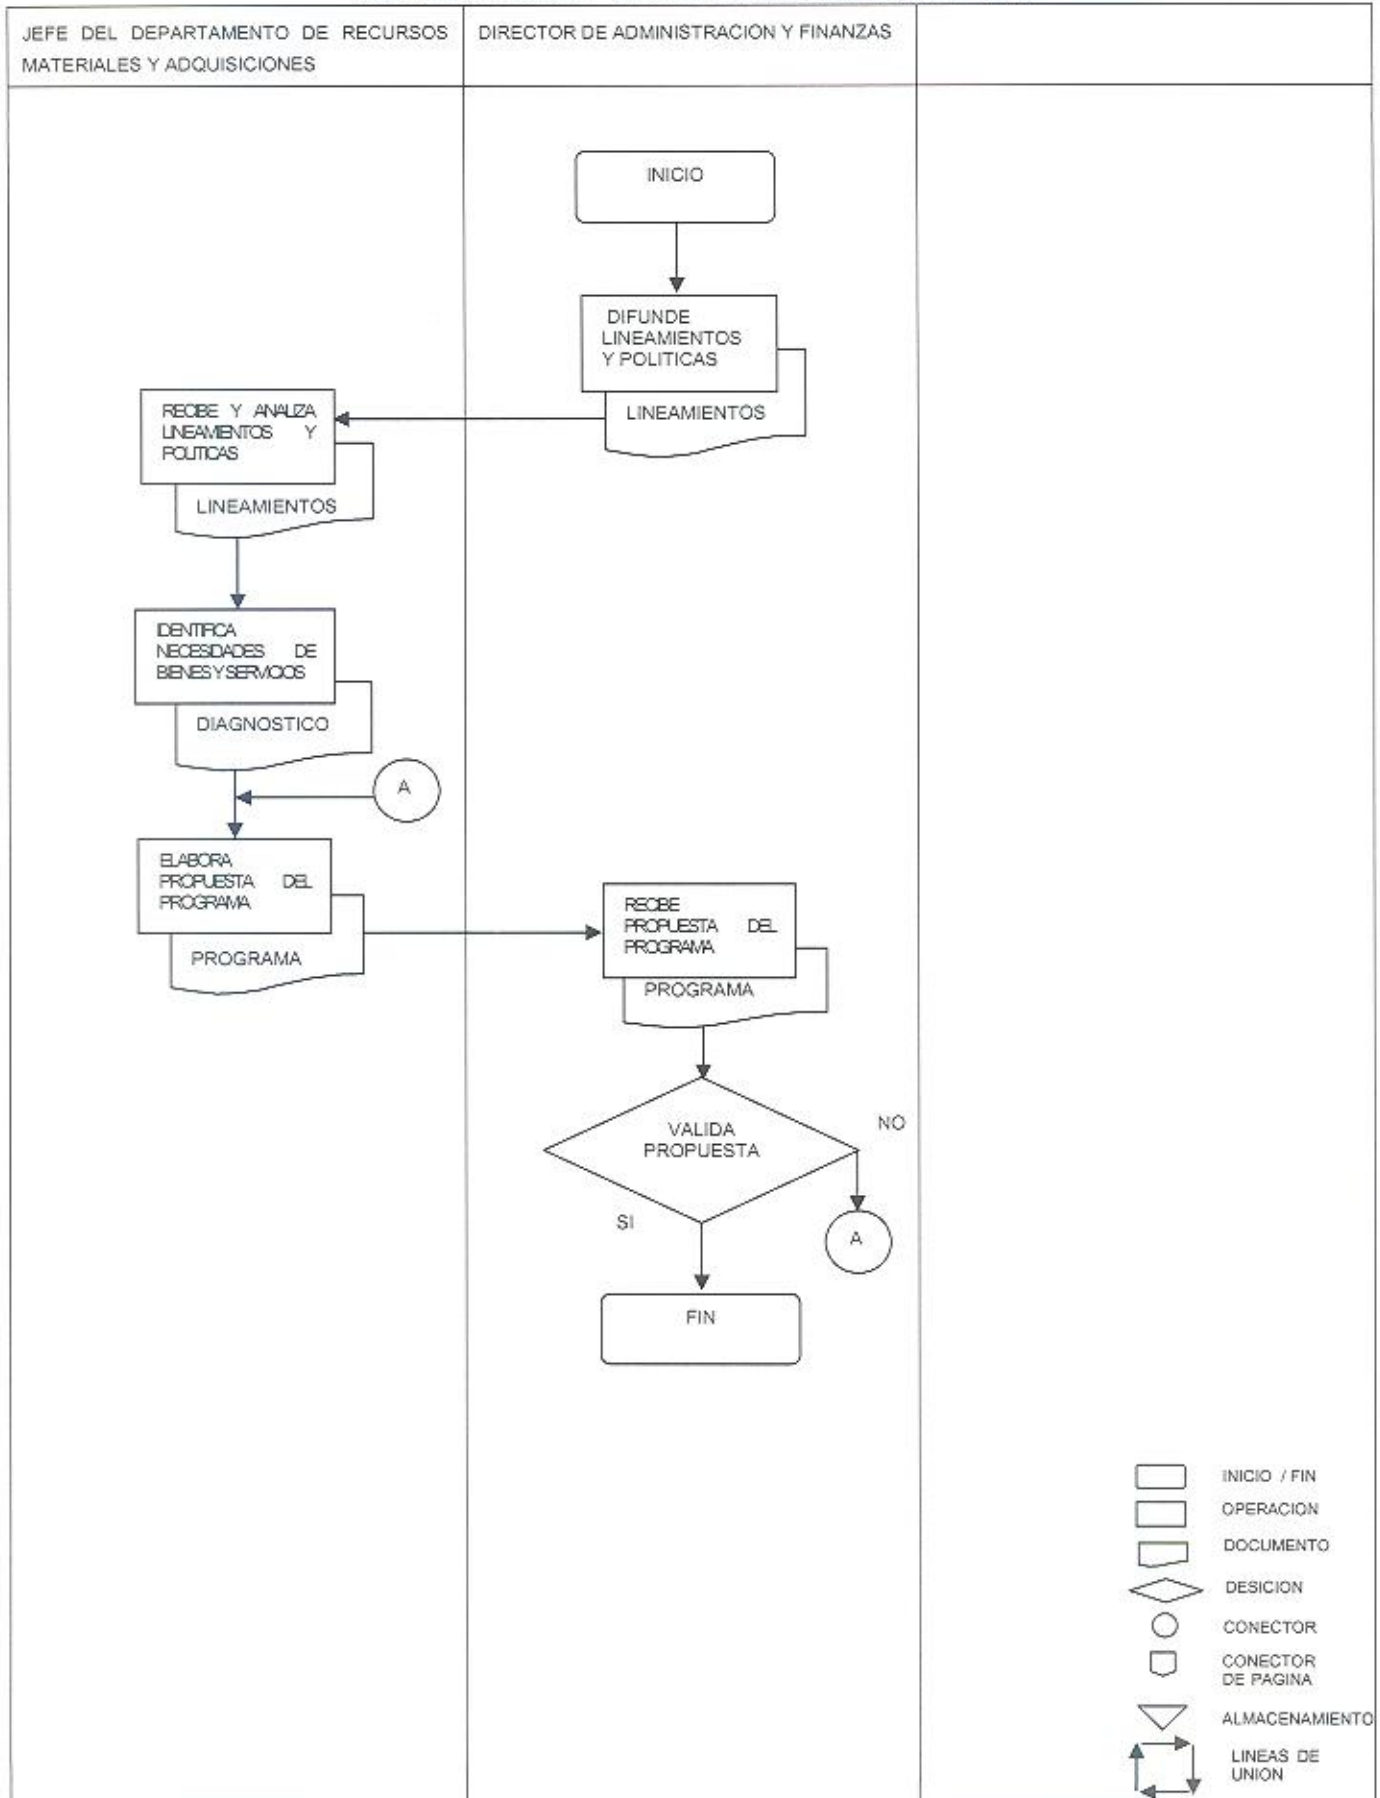 JEFE DEL DEPARTAMENTO DE RECURSOS
MATERIALES Y ADQUISICIONES
DIRECTOR DE ADMINISTRACION Y FINANZAS
INICIO
DIFUNDE
LINEAMIENTOS
Y POLITICAS
LINEAMIENTOS
RECIBE Y ANALIZA
LINEAMIENTOS Y
POLITICAS
LINEAMIENTOS
IDENTIFICA
NECESIDADES DE
BIENES Y SERVICIOS
DIAGNOSTICO
A
ELABORA
PROPUESTA DEL
PROGRAMA
PROGRAMA
RECIBE
PROPUESTA DEL
PROGRAMA
PROGRAMA
VALIDA
PROPUESTA
NO
SI
A
FIN
INICIO / FIN
OPERACION
DOCUMENTO
DESICION
CONECTOR
CONECTOR
DE PAGINA
ALMACENAMIENTO
LINEAS DE
UNION